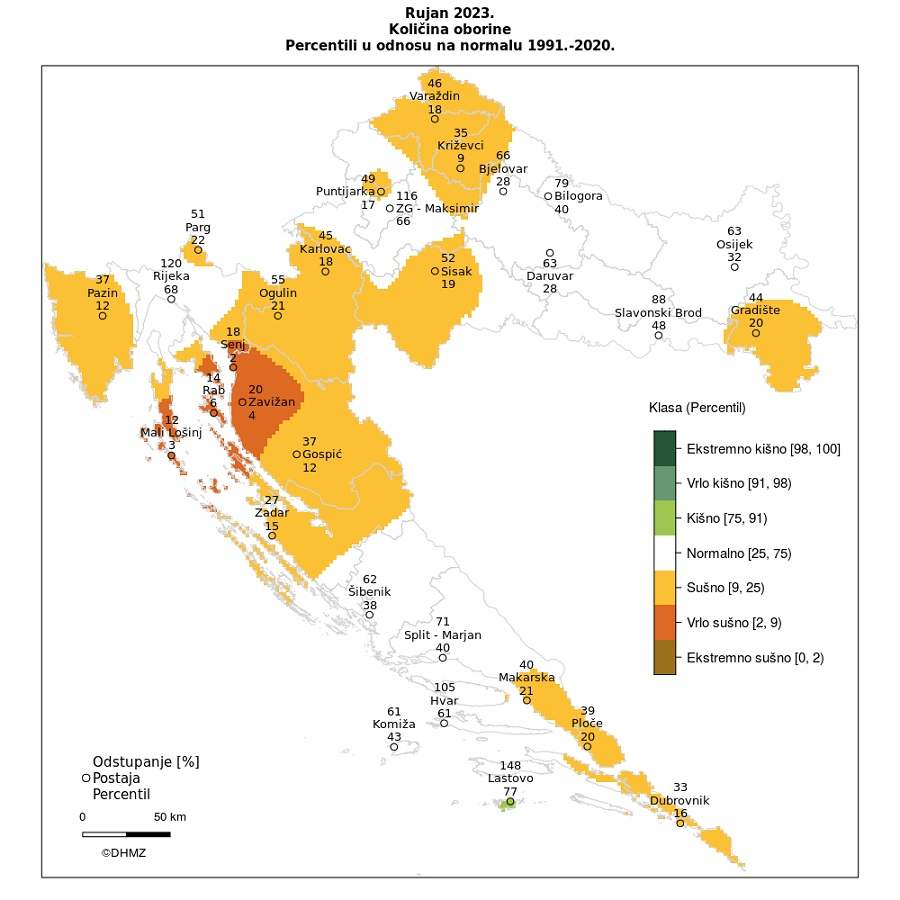 Rujan 2023.
Količina oborine
Percentili u odnosu na normalu 1991.-2020.
46
Varaždin
18
35
Križevci
9
66
Bjelovar
28
49
Puntijarka
17
116
ZG - Maksimir
66
79
Bilogora
40
51
Parg
22
63
Osijek
32
45
Karlovac
18
52
Sisak
19
63
Daruvar
28
120
Rijeka
68
37
Pazin
12
55
Ogulin
21
88
Slavonski Brod
48
44
Gradište
20
18
Senj
2
14
Rab
6
20
Zavižan
4
12
Mali Lošinj
3
37
Gospić
12
27
Zadar
15
62
Šibenik
38
71
Split - Marjan
40
40
Makarska
21
105
Hvar
61
61
Komiža
43
39
Ploče
20
148
Lastovo
77
33
Dubrovnik
16
Klasa (Percentil)
Ekstremno kišno [98, 100]
Vrlo kišno [91, 98)
Kišno [75, 91)
Normalno [25, 75)
Sušno [9, 25)
Vrlo sušno [2, 9)
Ekstremno sušno [0, 2)
Odstupanje [%]
Postaja
Percentil
0 50 km
©DHMZ